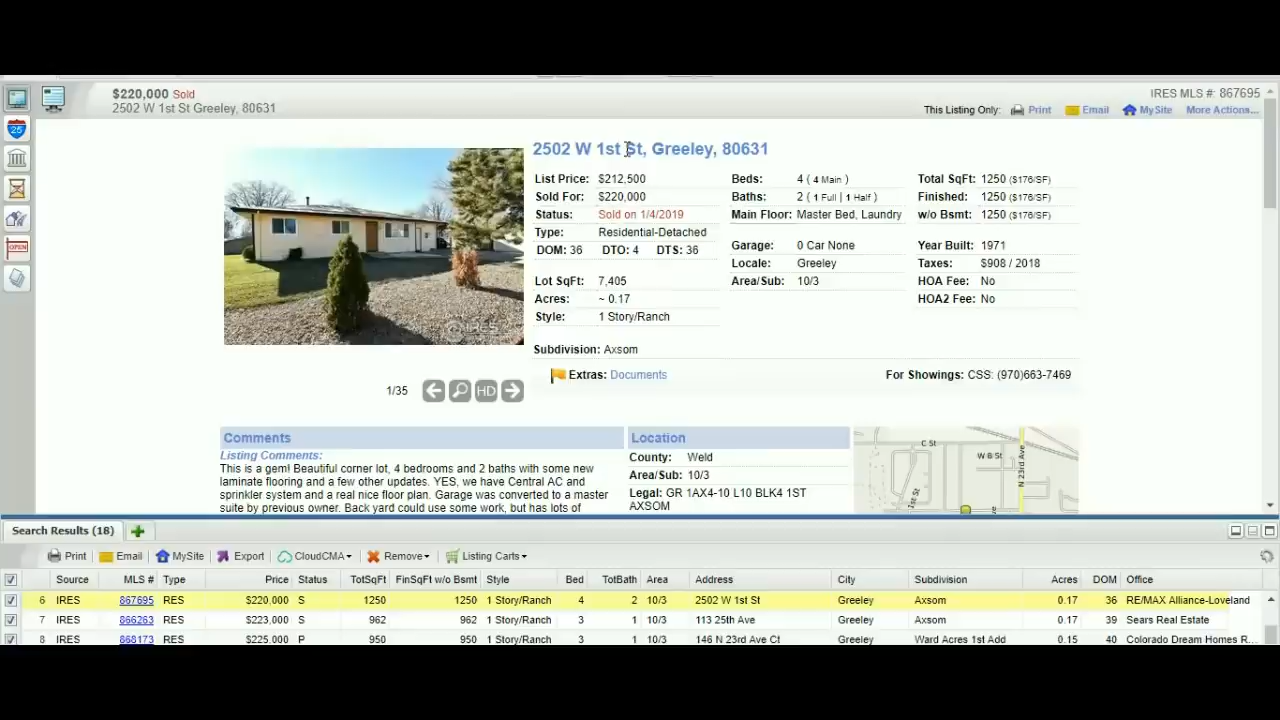 $220,000 Sold
2502 W 1st St Greeley, 80631
IRES MLS #: 867695
This Listing Only: Print Email MySite More Actions...
25
OPEN
IRES
2502 W 1st St, Greeley, 80631
List Price: $212,500
Sold For: $220,000
Status: Sold on 1/4/2019
Type: Residential-Detached
DOM: 36 DTO: 4 DTS: 36
Lot SqFt: 7,405
Acres: ~ 0.17
Style: 1 Story/Ranch
Beds: 4 ( 4 Main )
Baths: 2 ( 1 Full | 1 Half )
Main Floor: Master Bed, Laundry
Garage: 0 Car None
Locale: Greeley
Area/Sub: 10/3
Total SqFt: 1250 ($176/SF)
Finished: 1250 ($176/SF)
w/o Bsmt: 1250 ($176/SF)
Year Built: 1971
Taxes: $908 / 2018
HOA Fee: No
HOA2 Fee: No
Subdivision: Axsom
Extras: Documents
For Showings: CSS: (970)663-7469
1/35
HD
Comments
Listing Comments:
This is a gem! Beautiful corner lot, 4 bedrooms and 2 baths with some new
laminate flooring and a few other updates. YES, we have Central AC and
sprinkler system and a real nice floor plan. Garage was converted to a master
suite by previous owner. Back yard could use some work, but has lots of
Location
County: Weld
Area/Sub: 10/3
Legal: GR 1AX4-10 L10 BLK4 1ST
AXSOM
C St
W B St
N 23rd Ave
1st St
Search Results (18)
Print Email MySite Export CloudCMA Remove Listing Carts
Source MLS # Type Price Status TotSqFt FinSqFt w/o Bsmt Style Bed TotBath Area Address City Subdivision Acres DOM Office
6 IRES 867695 RES $220,000 S 1250 1250 1 Story/Ranch 4 2 10/3 2502 W 1st St Greeley Axsom 0.17 36 RE/MAX Alliance-Loveland
7 IRES 866263 RES $223,000 S 962 962 1 Story/Ranch 3 1 10/3 113 25th Ave Greeley Axsom 0.17 39 Sears Real Estate
8 IRES 868173 RES $225,000 P 950 950 1 Story/Ranch 3 1 10/3 146 N 23rd Ave Ct Greeley Ward Acres 1st Add 0.15 40 Colorado Dream Homes R...